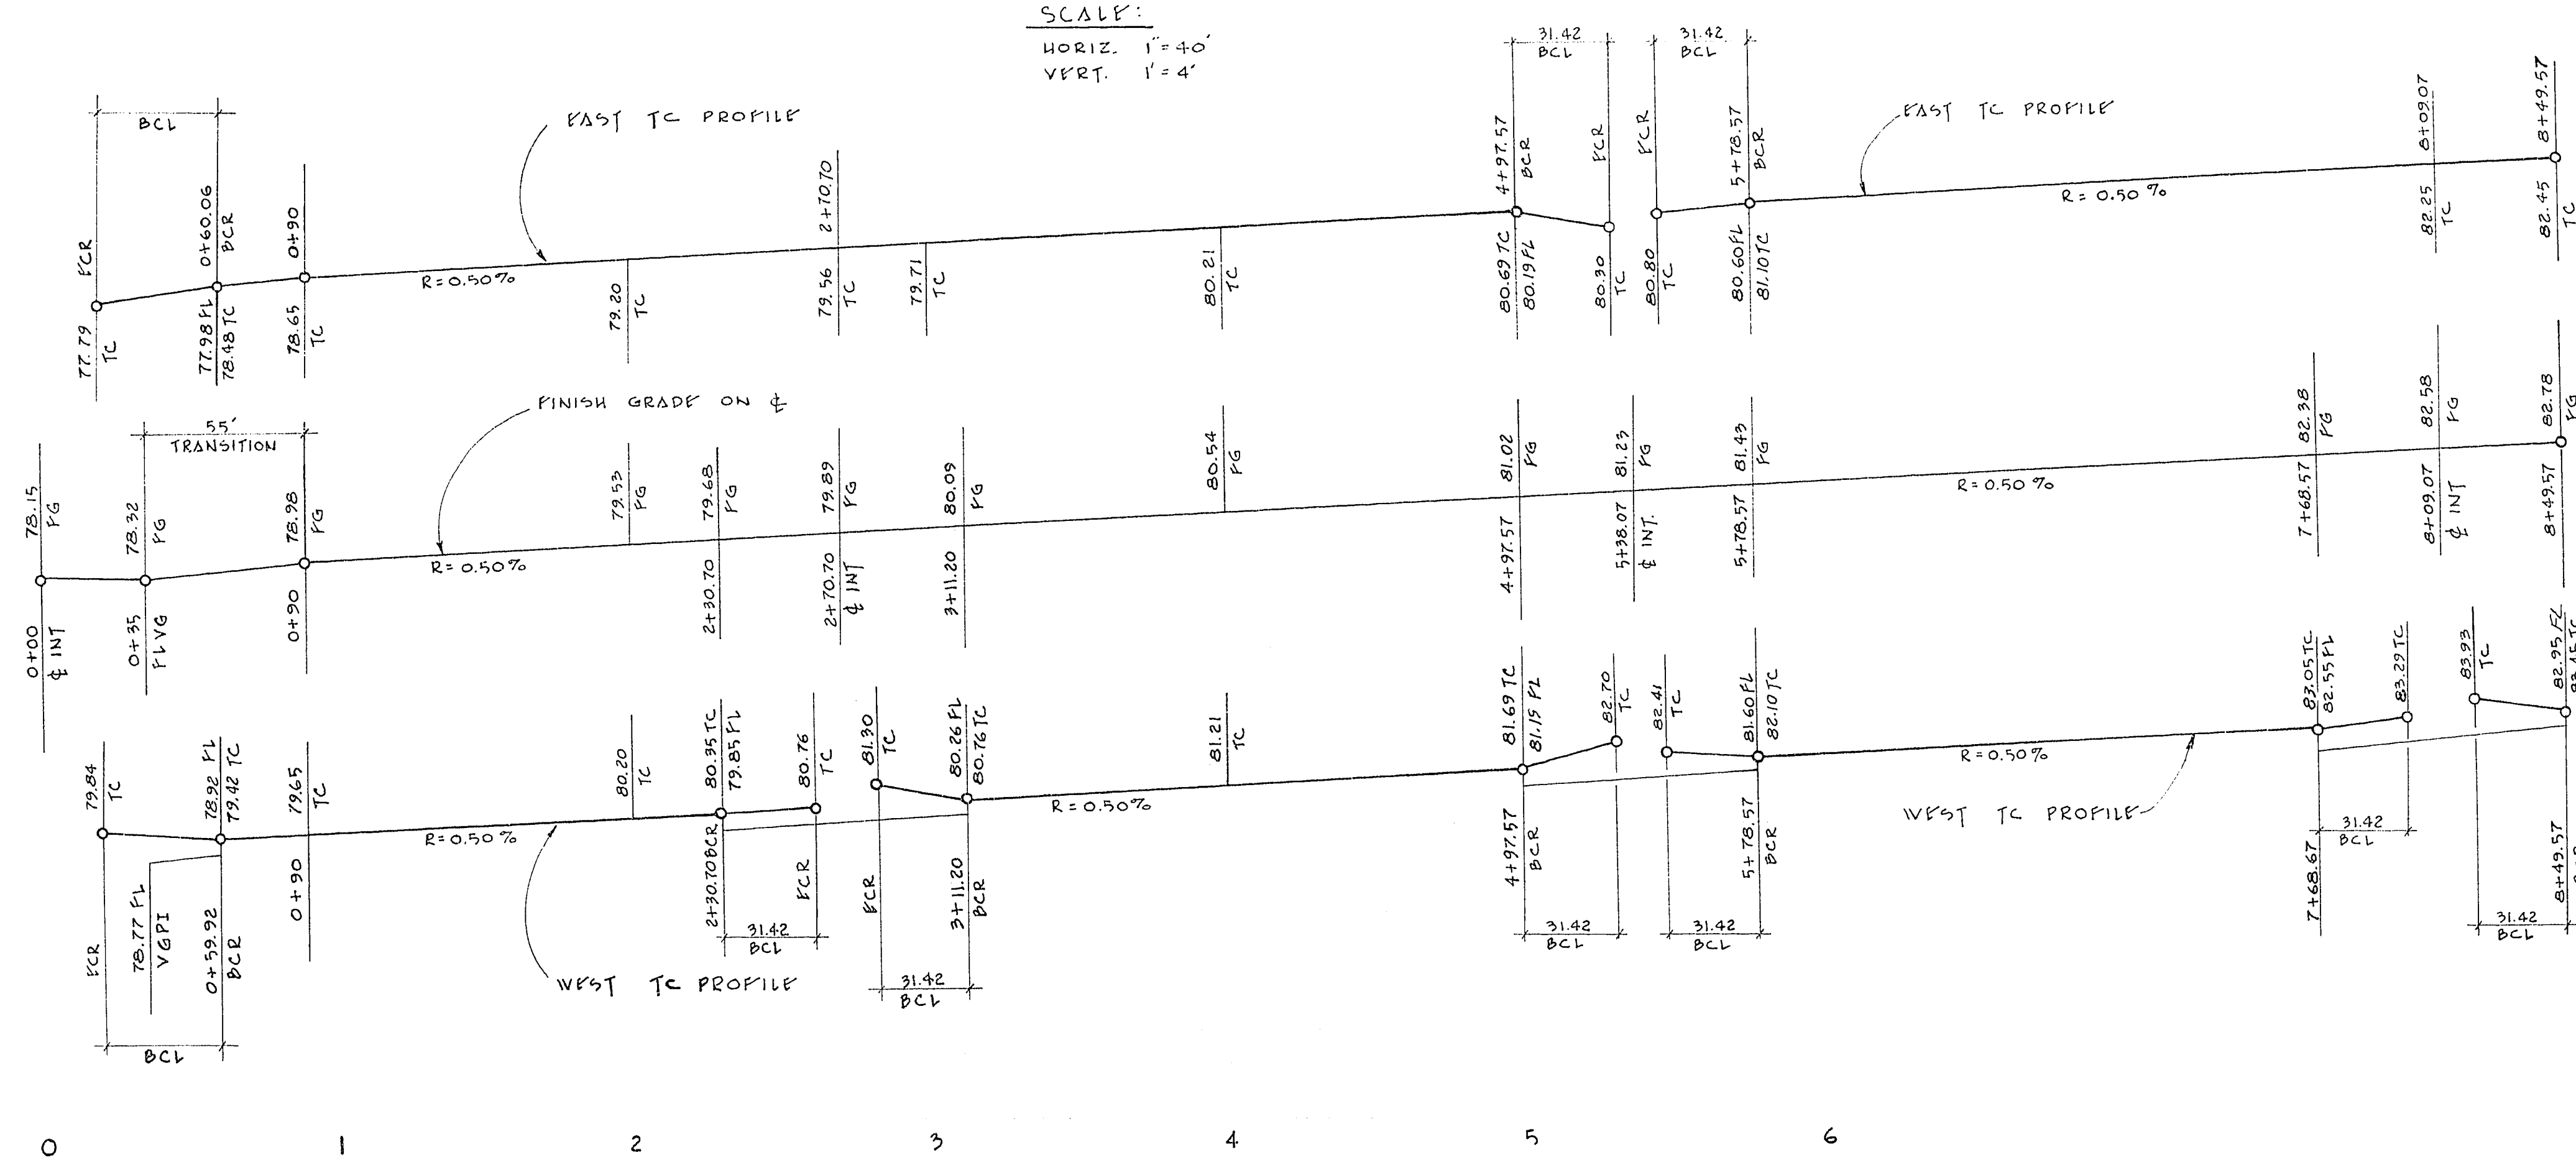 SCALE:
HORIZ. 1"=40'
VERT. 1'=4'
BCL
ECR
77.79
TC
0+60.06
BCR
77.98 FL
78.48 TC
0+90
78.65
TC
EAST TC PROFILE
R=0.50%
79.20
TC
2+70.70
79.56
TC
79.71
TC
80.21
TC
31.42
BCL
4+97.57
BCR
80.69 TC
80.19 FL
ECR
80.30
TC
31.42
BCL
ECR
80.80
TC
5+78.57
BCR
80.60 FL
81.10 TC
EAST TC PROFILE
R=0.50%
8+09.07
82.25
TC
8+49.57
82.45
TC
78.15
FG
0+00
℄ INT
55'
TRANSITION
78.32
FG
0+35
FLVG
78.98
FG
0+90
FINISH GRADE ON ℄
R=0.50%
79.53
FG
79.68
FG
2+30.70
79.89
FG
2+70.70
℄ INT
80.09
FG
3+11.20
80.54
FG
81.02
FG
4+97.57
81.23
FG
5+38.07
℄ INT.
81.43
FG
5+78.57
R=0.50%
82.38
FG
7+68.57
82.58
FG
8+09.07
℄ INT
82.78
FG
8+49.57
79.84
TC
ECR
78.77 FL
VGPI
78.92 FL
79.42 TC
0+59.92
BCR
BCL
79.65
TC
0+90
R=0.50%
WEST TC PROFILE
80.20
TC
80.35 TC
79.85 FL
2+30.70 BCR
80.76
TC
ECR
31.42
BCL
81.30
TC
ECR
80.26 FL
80.76 TC
3+11.20
BCR
31.42
BCL
R=0.50%
81.21
TC
81.69 TC
81.19 FL
4+97.57
BCR
82.70
TC
31.42
BCL
82.41
TC
81.60 FL
82.10 TC
5+78.57
BCR
31.42
BCL
R=0.50%
WEST TC PROFILE
83.05 TC
82.55 FL
7+68.67
83.29 TC
31.42
BCL
83.93
TC
82.95 FL
8+49.57
31.42
BCL
0 1 2 3 4 5 6